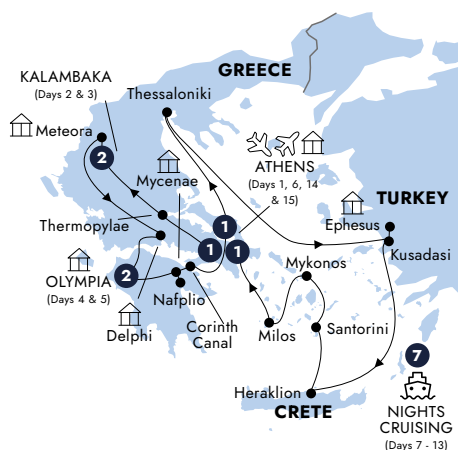 KALAMBAKA
(Days 2 & 3)
GREECE
Thessaloniki
Meteora
2
Mycenae
ATHENS
(Days 1, 6, 14
& 15)
TURKEY
Ephesus
Kusadasi
Thermopylae
1
1
1
OLYMPIA
(Days 4 & 5)
2
Mykonos
Nafplio
Delphi
Corinth
Canal
Milos
Santorini
7
Heraklion
CRETE
NIGHTS
CRUISING
(Days 7 - 13)